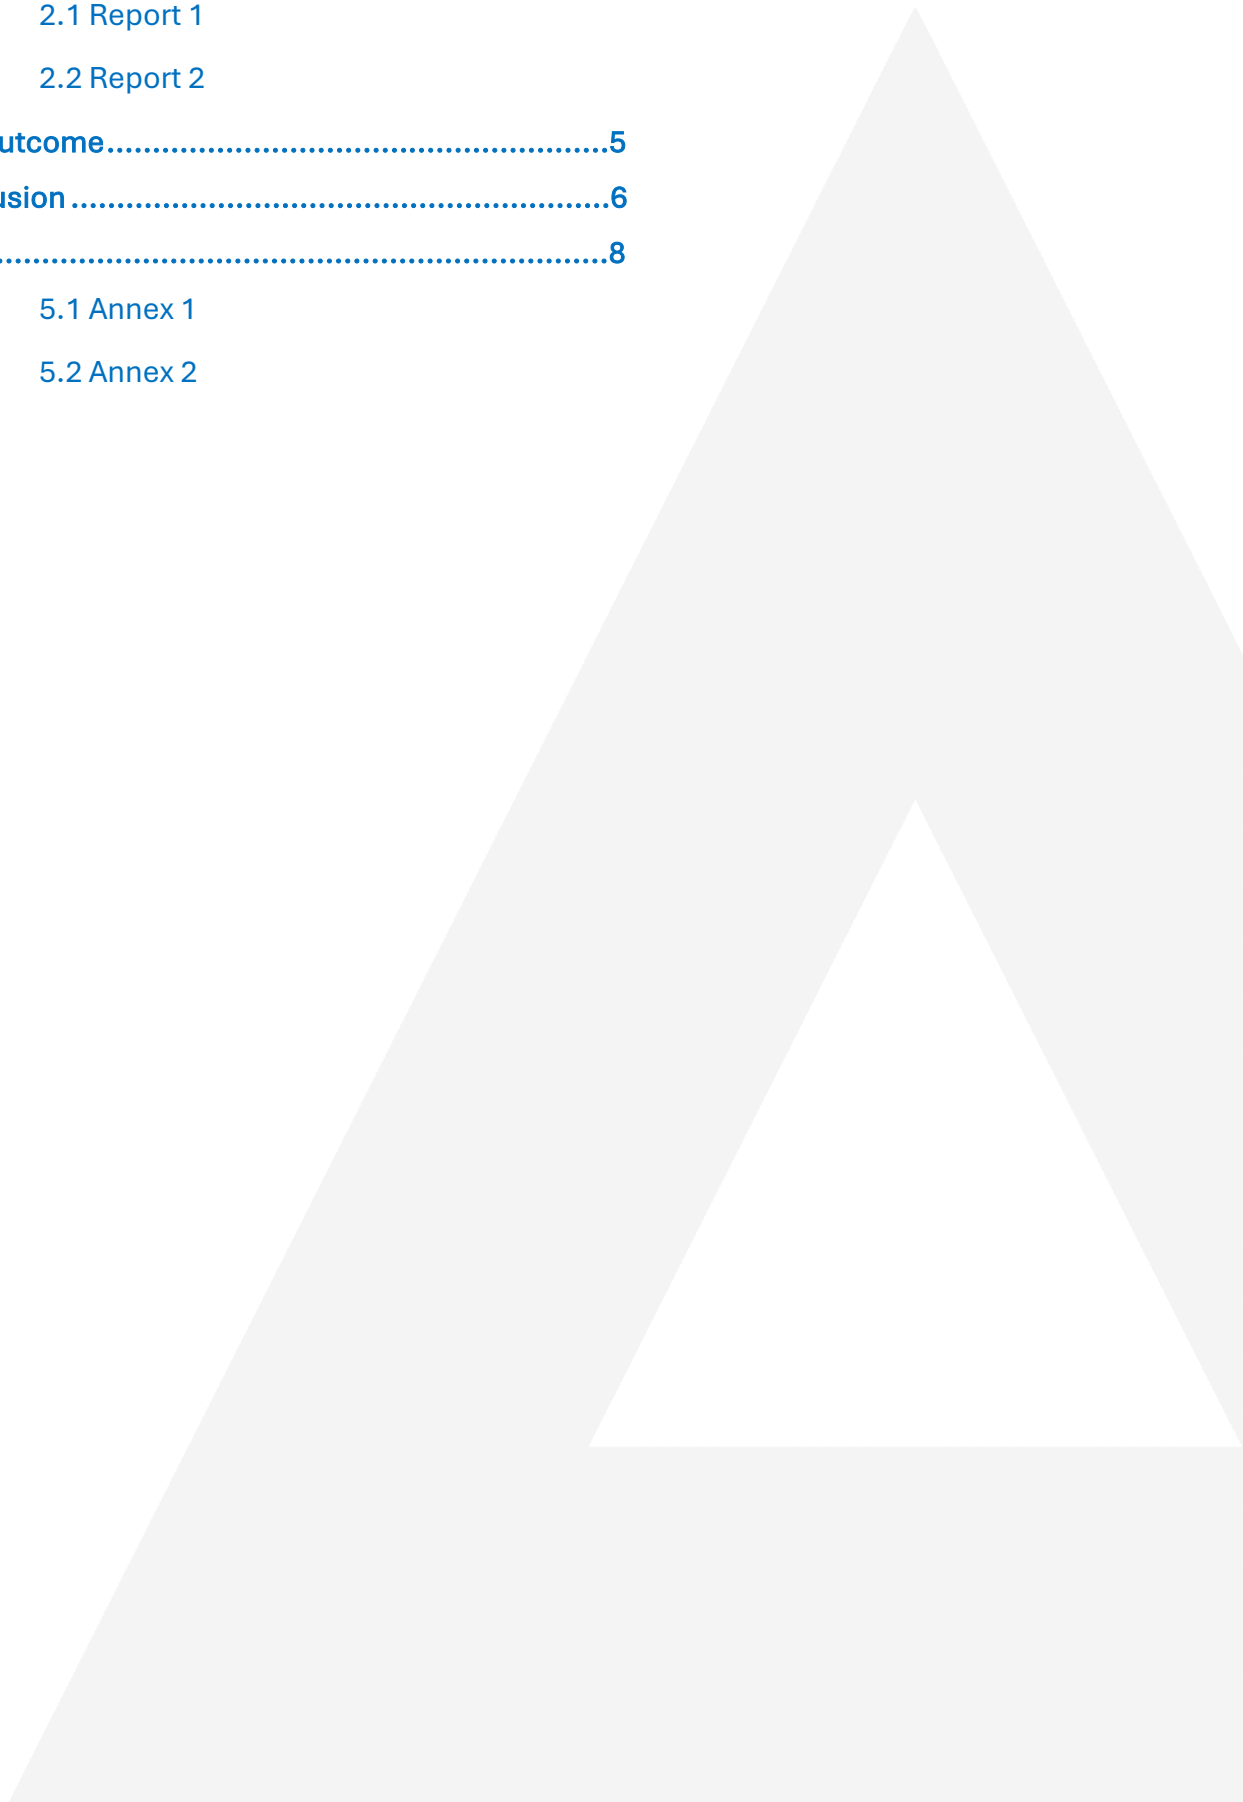 2.1 Report 1
2.2 Report 2
utcome.......................................................5
usion ...........................................................6
...................................................................8
5.1 Annex 1
5.2 Annex 2